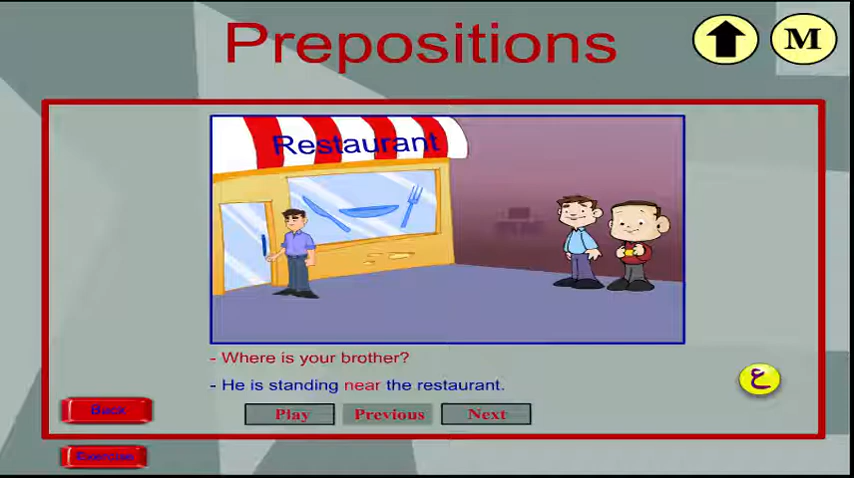 Prepositions
M
Restaurant
- Where is your brother?
- He is standing near the restaurant.
ع
Back
Play
Previous
Next
Exercise